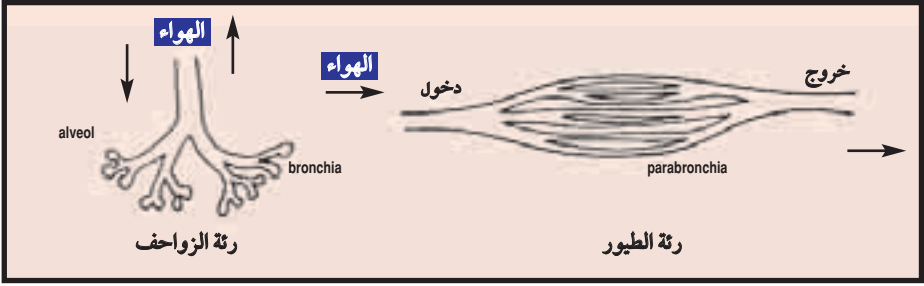 الهواء
alveol
bronchia
رئة الزواحف
الهواء
دخول
خروج
parabronchia
رئة الطيور